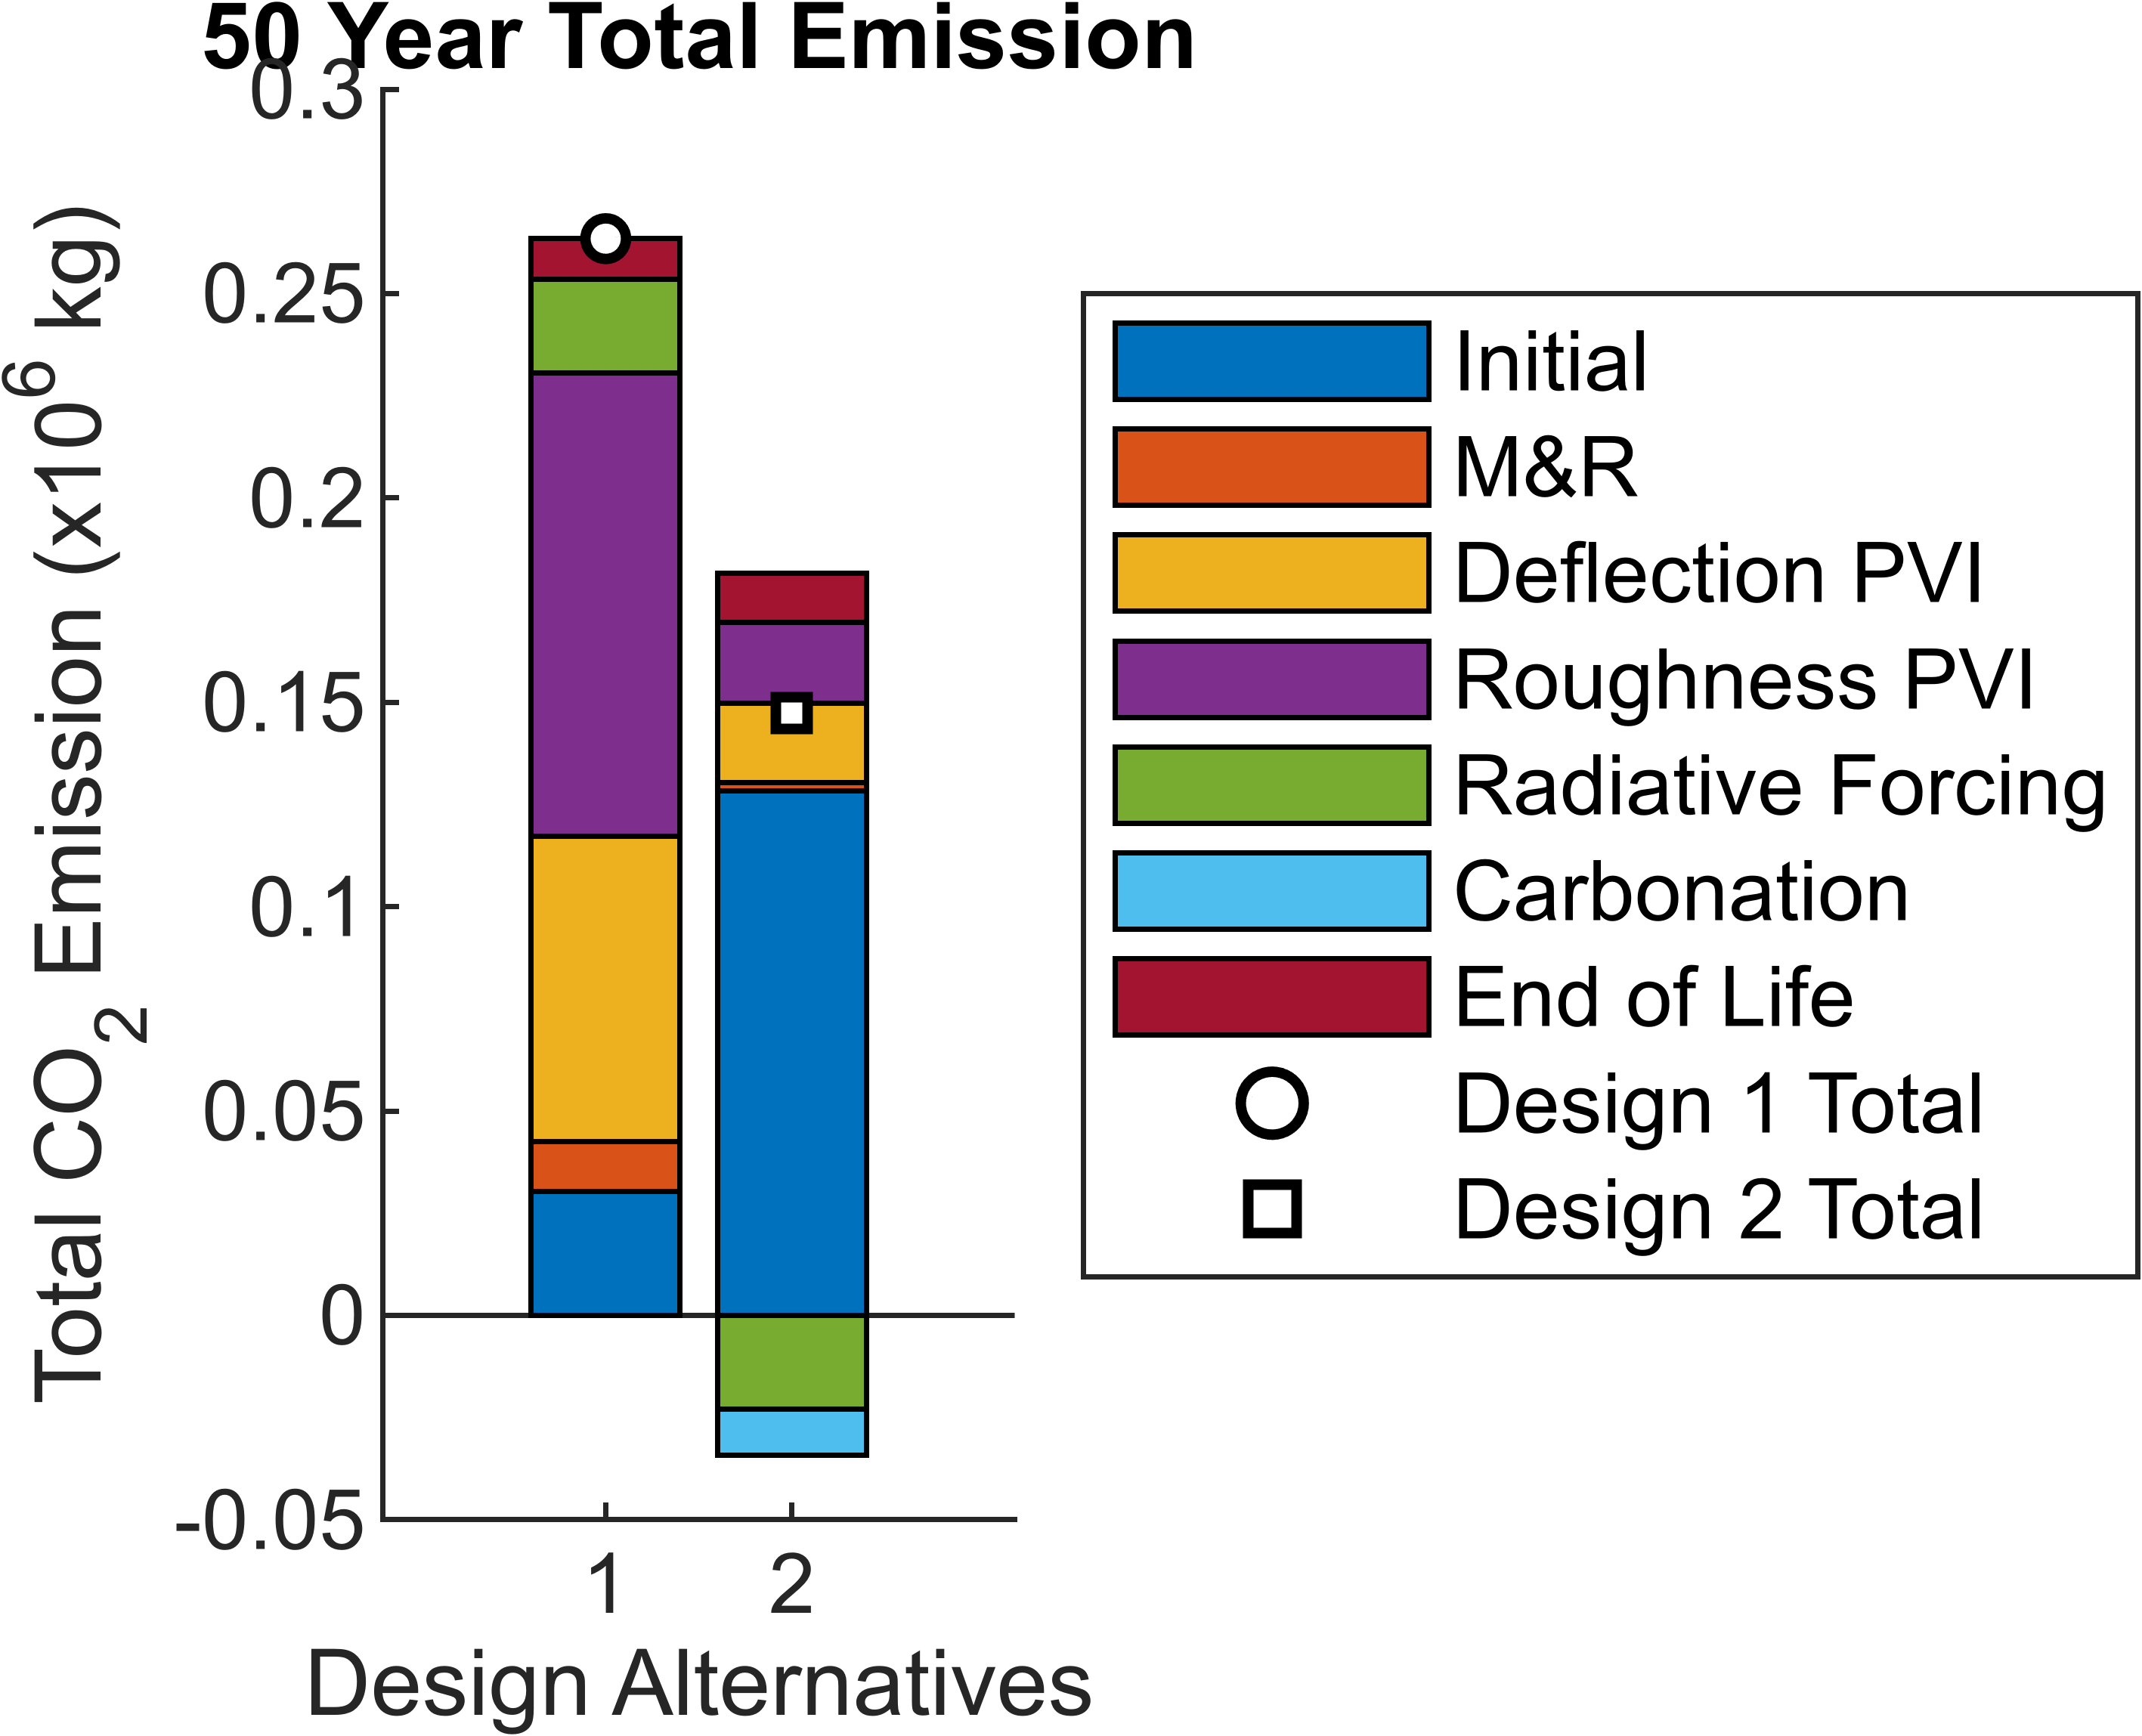 50 Year Total Emission
Total CO2 Emission (x10^6 kg)
0.3
0.25
0.2
0.15
0.1
0.05
0
-0.05
1 2
Design Alternatives
Initial
M&R
Deflection PVI
Roughness PVI
Radiative Forcing
Carbonation
End of Life
Design 1 Total
Design 2 Total